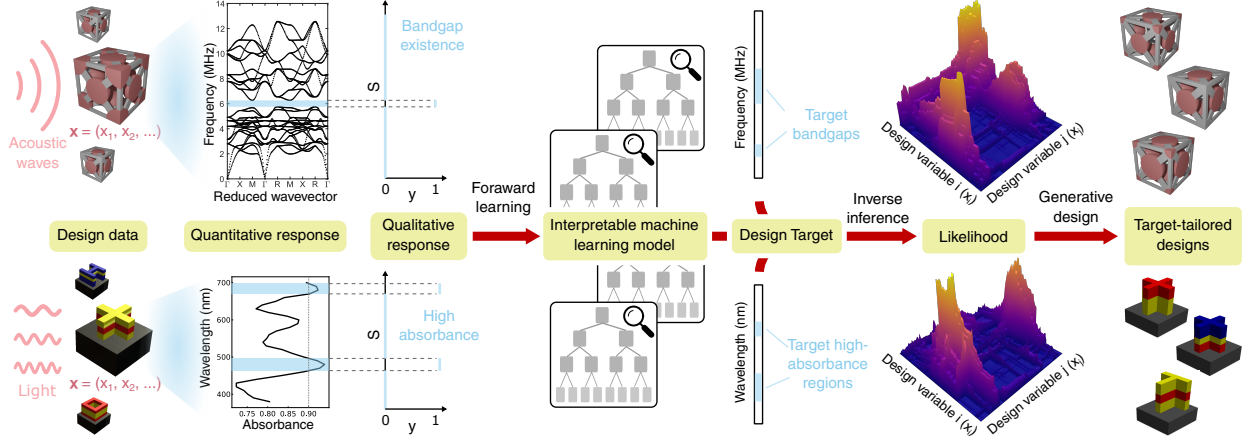 Acoustic
waves
x = (x₁, x₂, ...)
Frequency (MHz)
14
12
10
8
6
4
2
0
Γ X M Γ R M X R Γ
Reduced wavevector
Bandgap
existence
S
0 1
y
Frequency (MHz)
Target
bandgaps
Design variable i (xᵢ)
Design variable j (xⱼ)
Design data
Quantitative response
Qualitative
response
Foraward
learning
Interpretable machine
learning model
Design Target
Inverse
inference
Likelihood
Generative
design
Target-tailored
designs
Light
x = (x₁, x₂, ...)
Wavelength (nm)
700
600
500
400
0.75 0.80 0.85 0.90
Absorbance
High
absorbance
S
0 1
y
Wavelength (nm)
Target high-
absorbance
regions
Design variable i (xᵢ)
Design variable j (xⱼ)